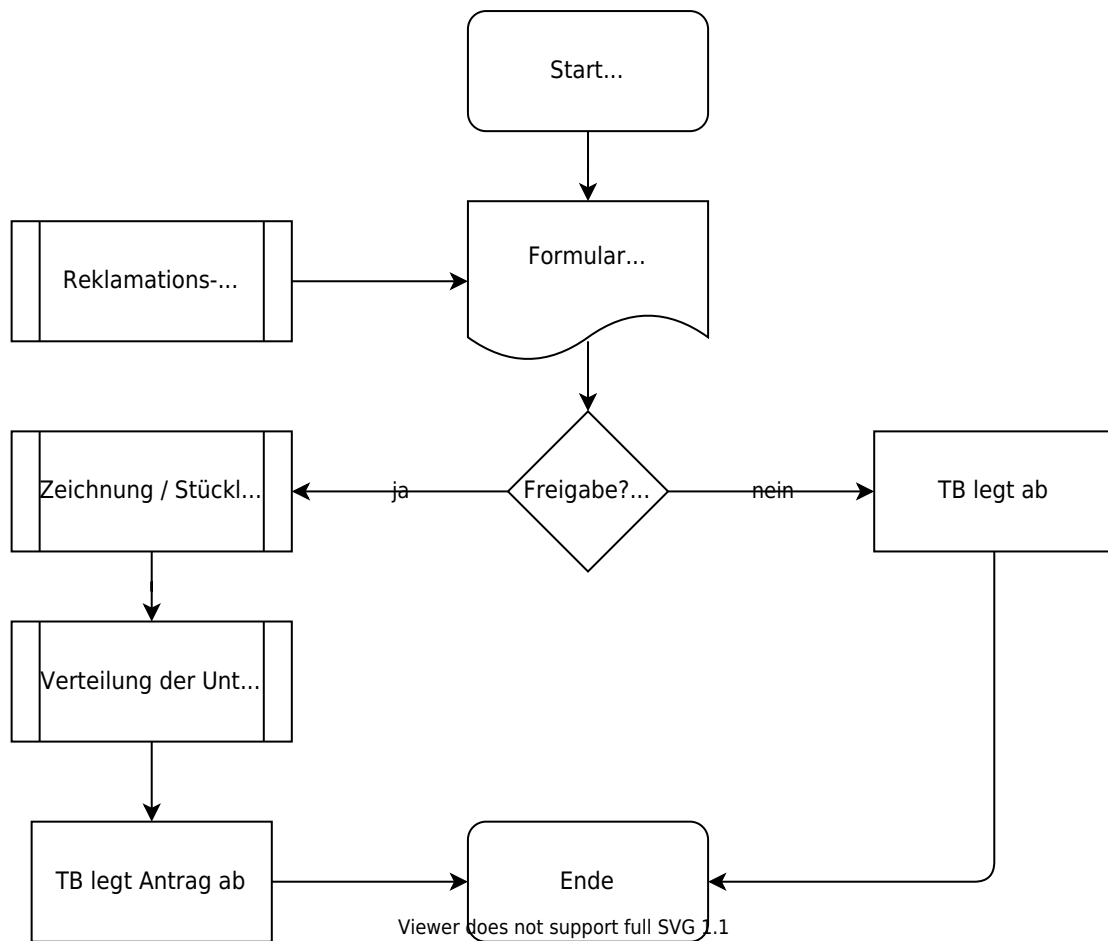 Start...
Formular...
Reklamations-...
Zeichnung / Stückl...
ja
Freigabe?...
nein
TB legt ab
Verteilung der Unt...
TB legt Antrag ab
Ende
Viewer does not support full SVG 1.1